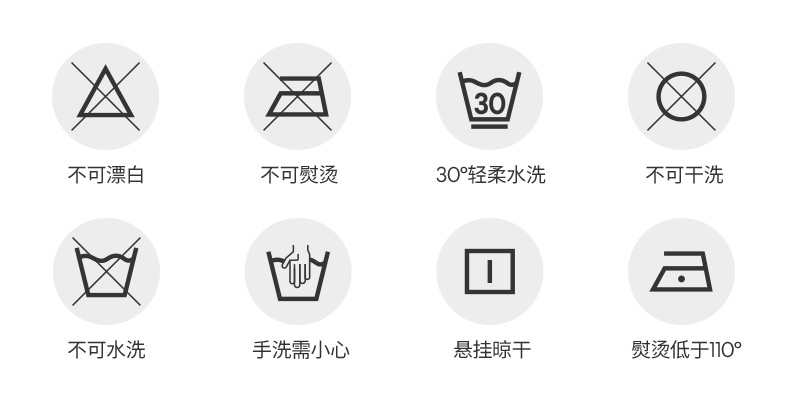 不可漂白
不可熨烫
30
30°轻柔水洗
不可干洗
不可水洗
手洗需小心
悬挂晾干
熨烫低于110°